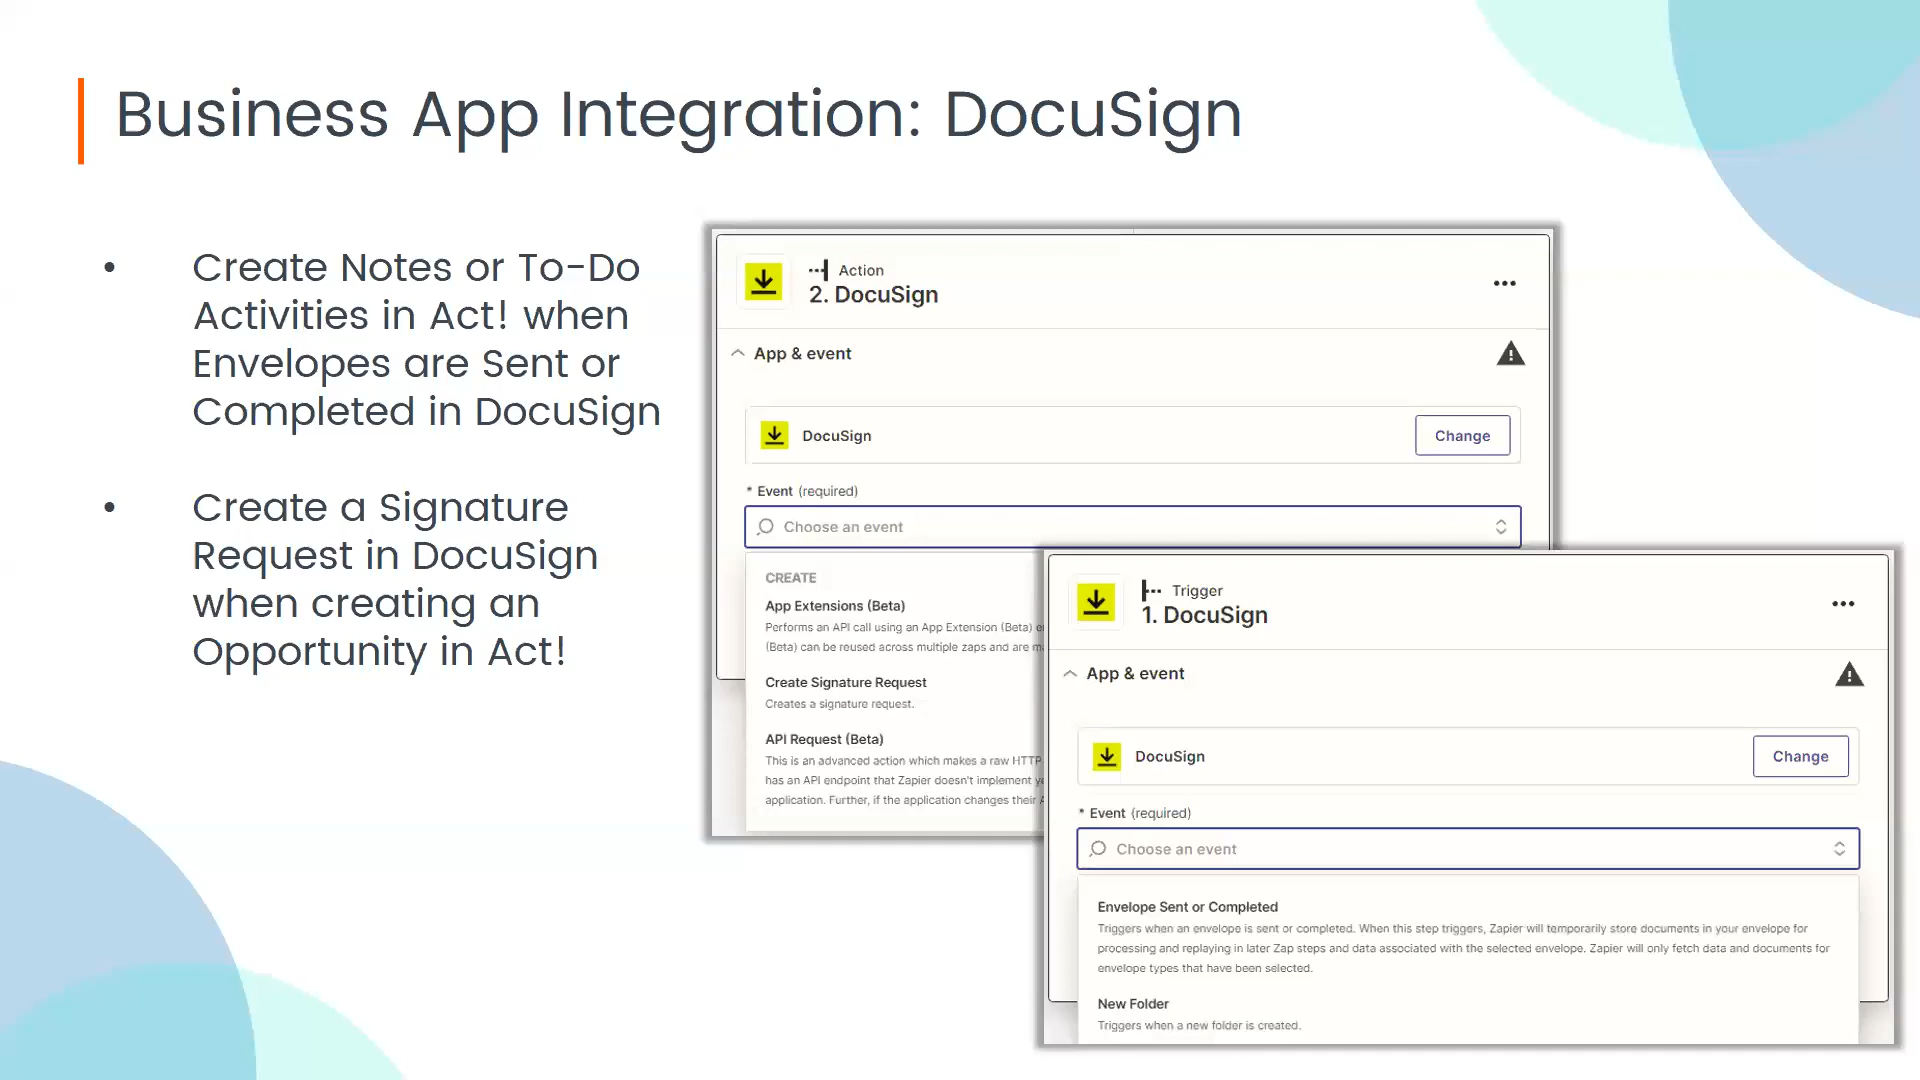 Business App Integration: DocuSign
• Create Notes or To-Do
Activities in Act! when
Envelopes are Sent or
Completed in DocuSign
• Create a Signature
Request in DocuSign
when creating an
Opportunity in Act!
Action
2. DocuSign
App & event
DocuSign
Change
* Event (required)
Choose an event
CREATE
App Extensions (Beta)
Performs an API call using an App Extension (Beta)
(Beta) can be reused across multiple zaps and are
Create Signature Request
Creates a signature request.
API Request (Beta)
This is an advanced action which makes a raw HTTP
has an API endpoint that Zapier doesn't implement
application. Further, if the application changes their
Trigger
1. DocuSign
App & event
DocuSign
Change
* Event (required)
Choose an event
Envelope Sent or Completed
Triggers when an envelope is sent or completed. When this step triggers, Zapier will temporarily store documents in your envelope for
processing and replaying in later Zap steps and data associated with the selected envelope. Zapier will only fetch data and documents for
envelope types that have been selected.
New Folder
Triggers when a new folder is created.